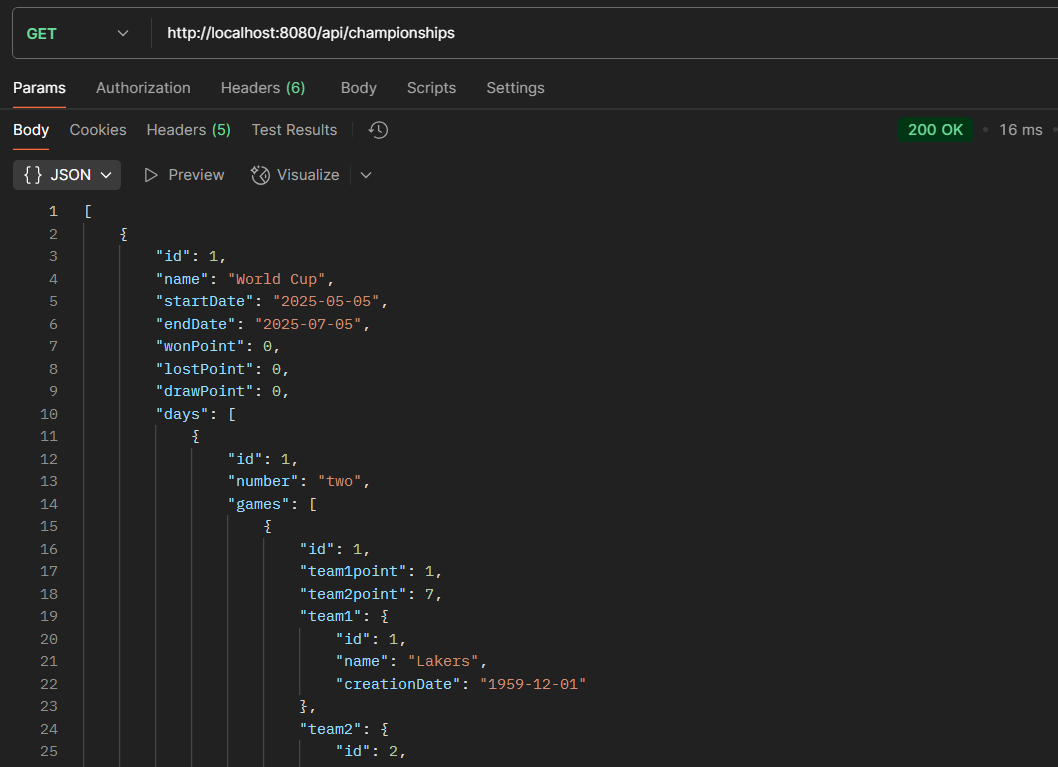 GET http://localhost:8080/api/championships
Params Authorization Headers (6) Body Scripts Settings
Body Cookies Headers (5) Test Results 200 OK • 16 ms •
{} JSON Preview Visualize
1 [
2 {
3 "id": 1,
4 "name": "World Cup",
5 "startDate": "2025-05-05",
6 "endDate": "2025-07-05",
7 "wonPoint": 0,
8 "lostPoint": 0,
9 "drawPoint": 0,
10 "days": [
11 {
12 "id": 1,
13 "number": "two",
14 "games": [
15 {
16 "id": 1,
17 "team1point": 1,
18 "team2point": 7,
19 "team1": {
20 "id": 1,
21 "name": "Lakers",
22 "creationDate": "1959-12-01"
23 },
24 "team2": {
25 "id": 2,